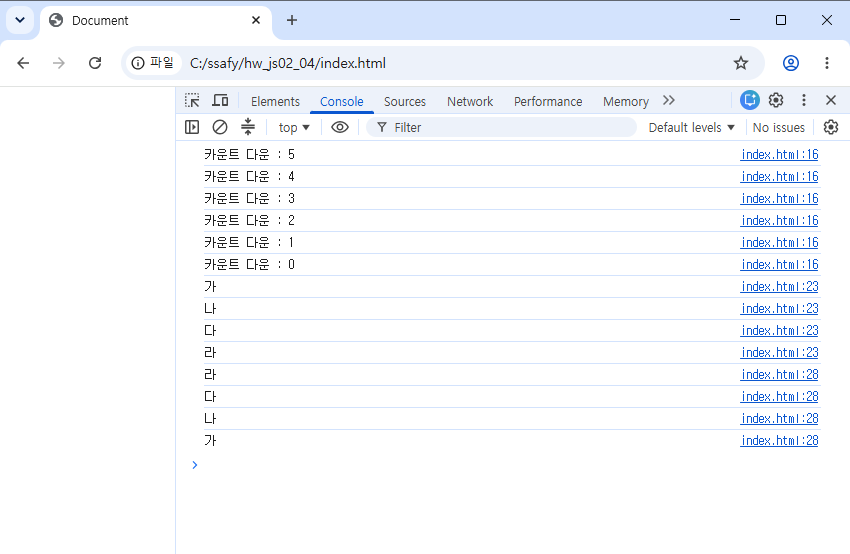 Document
파일 C:/ssafy/hw_js02_04/index.html
Elements Console Sources Network Performance Memory
top Filter Default levels No issues
카운트 다운 : 5 index.html:16
카운트 다운 : 4 index.html:16
카운트 다운 : 3 index.html:16
카운트 다운 : 2 index.html:16
카운트 다운 : 1 index.html:16
카운트 다운 : 0 index.html:16
가 index.html:23
나 index.html:23
다 index.html:23
라 index.html:23
라 index.html:28
다 index.html:28
나 index.html:28
가 index.html:28